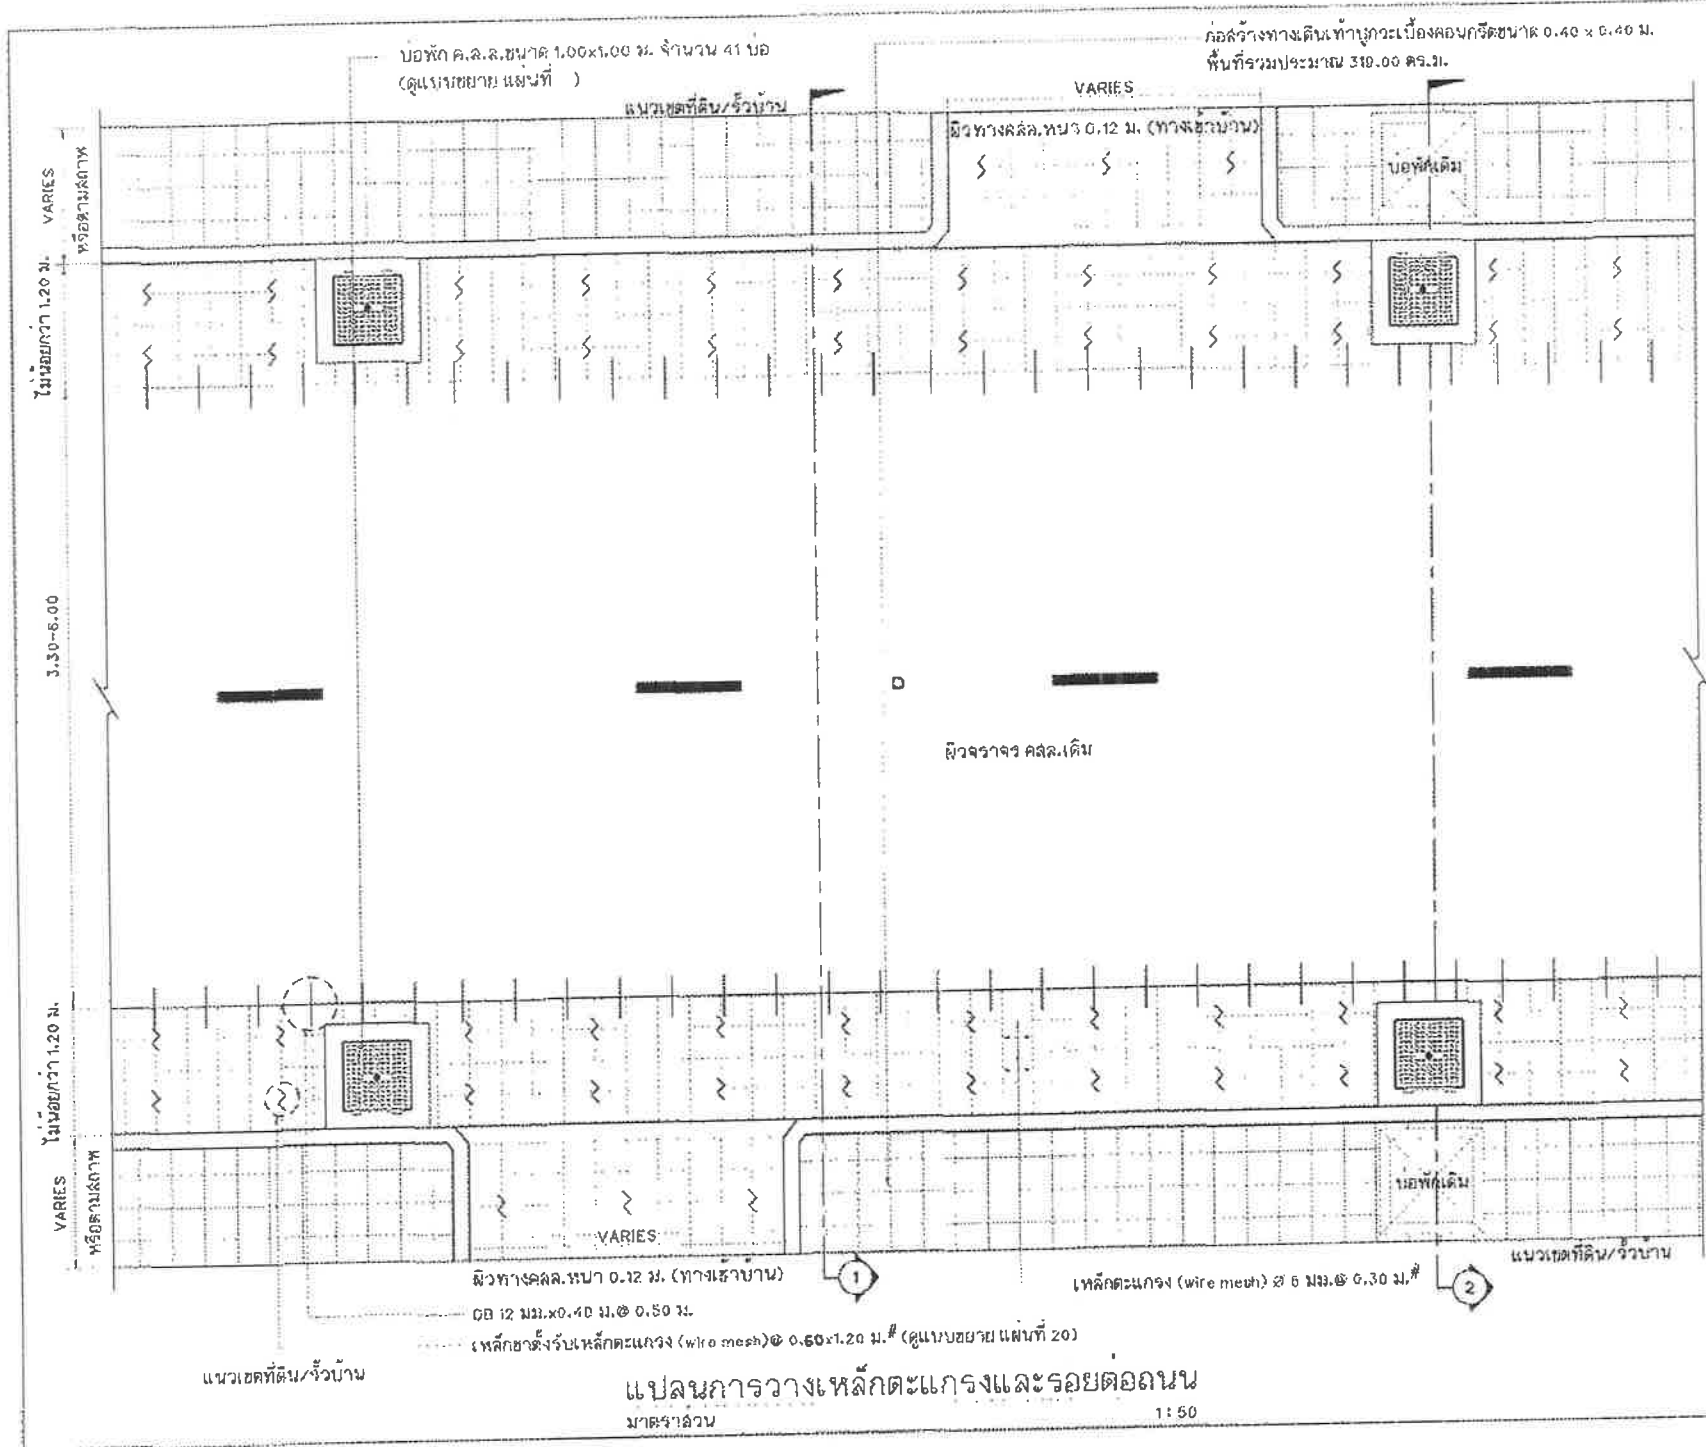 บ่อพัก ค.ส.ล.ขนาด 1.00x1.00 ม. จำนวน 41 บ่อ
(ดูแบบขยาย แผ่นที่ )
ก่อสร้างทางเดินเท้าปูกระเบื้องคอนกรีตขนาด 0.40 x 0.40 ม.
พื้นที่รวมประมาณ 319.00 ตร.ม.
แนวเขตที่ดิน/รั้วบ้าน
VARIES
ผิวทางคสล.หนา 0.12 ม. (ทางเข้าบ้าน)
บ่อพักเดิม
VARIES
หรือตามสภาพ
ไม่น้อยกว่า 1.20 ม.
3.30-6.00
ผิวจราจร คสล.เดิม
ไม่น้อยกว่า 1.20 ม.
VARIES
หรือตามสภาพ
บ่อพักเดิม
VARIES
ผิวทางคสล.หนา 0.12 ม. (ทางเข้าบ้าน)
1
เหล็กตะแกรง (wire mesh) Ø 6 มม.@ 0.30 ม.#
2
แนวเขตที่ดิน/รั้วบ้าน
DB 12 มม.x0.40 ม.@ 0.50 ม.
เหล็กขาตั้งรับเหล็กตะแกรง (wire mesh)@ 0.60x1.20 ม.# (ดูแบบขยาย แผ่นที่ 20)
แนวเขตที่ดิน/รั้วบ้าน
แปลนการวางเหล็กตะแกรงและรอยต่อถนน
มาตราส่วน 1:50